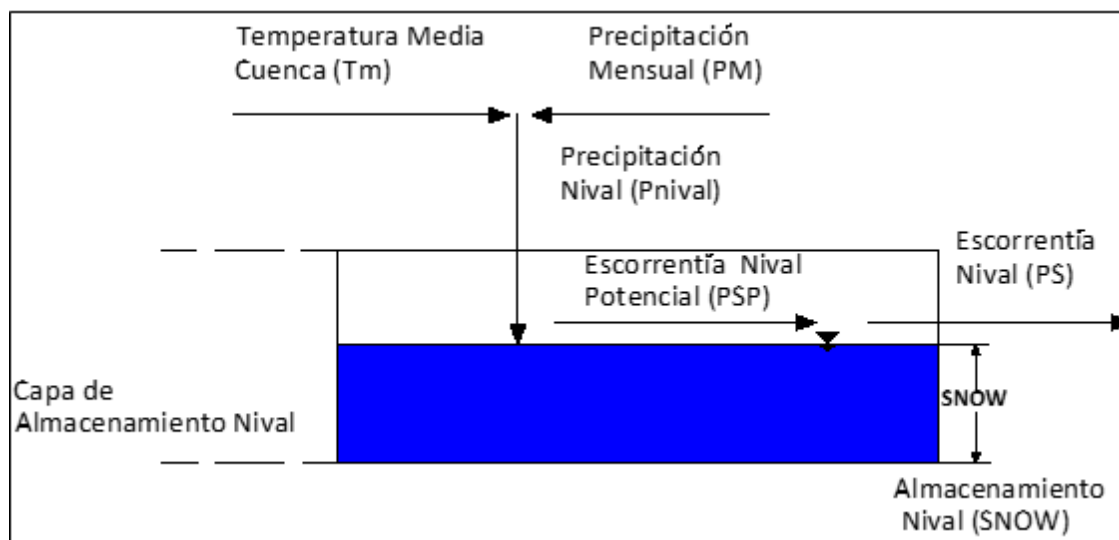 Temperatura Media
Cuenca (Tm)
Precipitación
Mensual (PM)
Precipitación
Nival (Pnival)
Escorrentía
Nival (PS)
Escorrentía Nival
Potencial (PSP)
Capa de
Almacenamiento Nival
SNOW
Almacenamiento
Nival (SNOW)